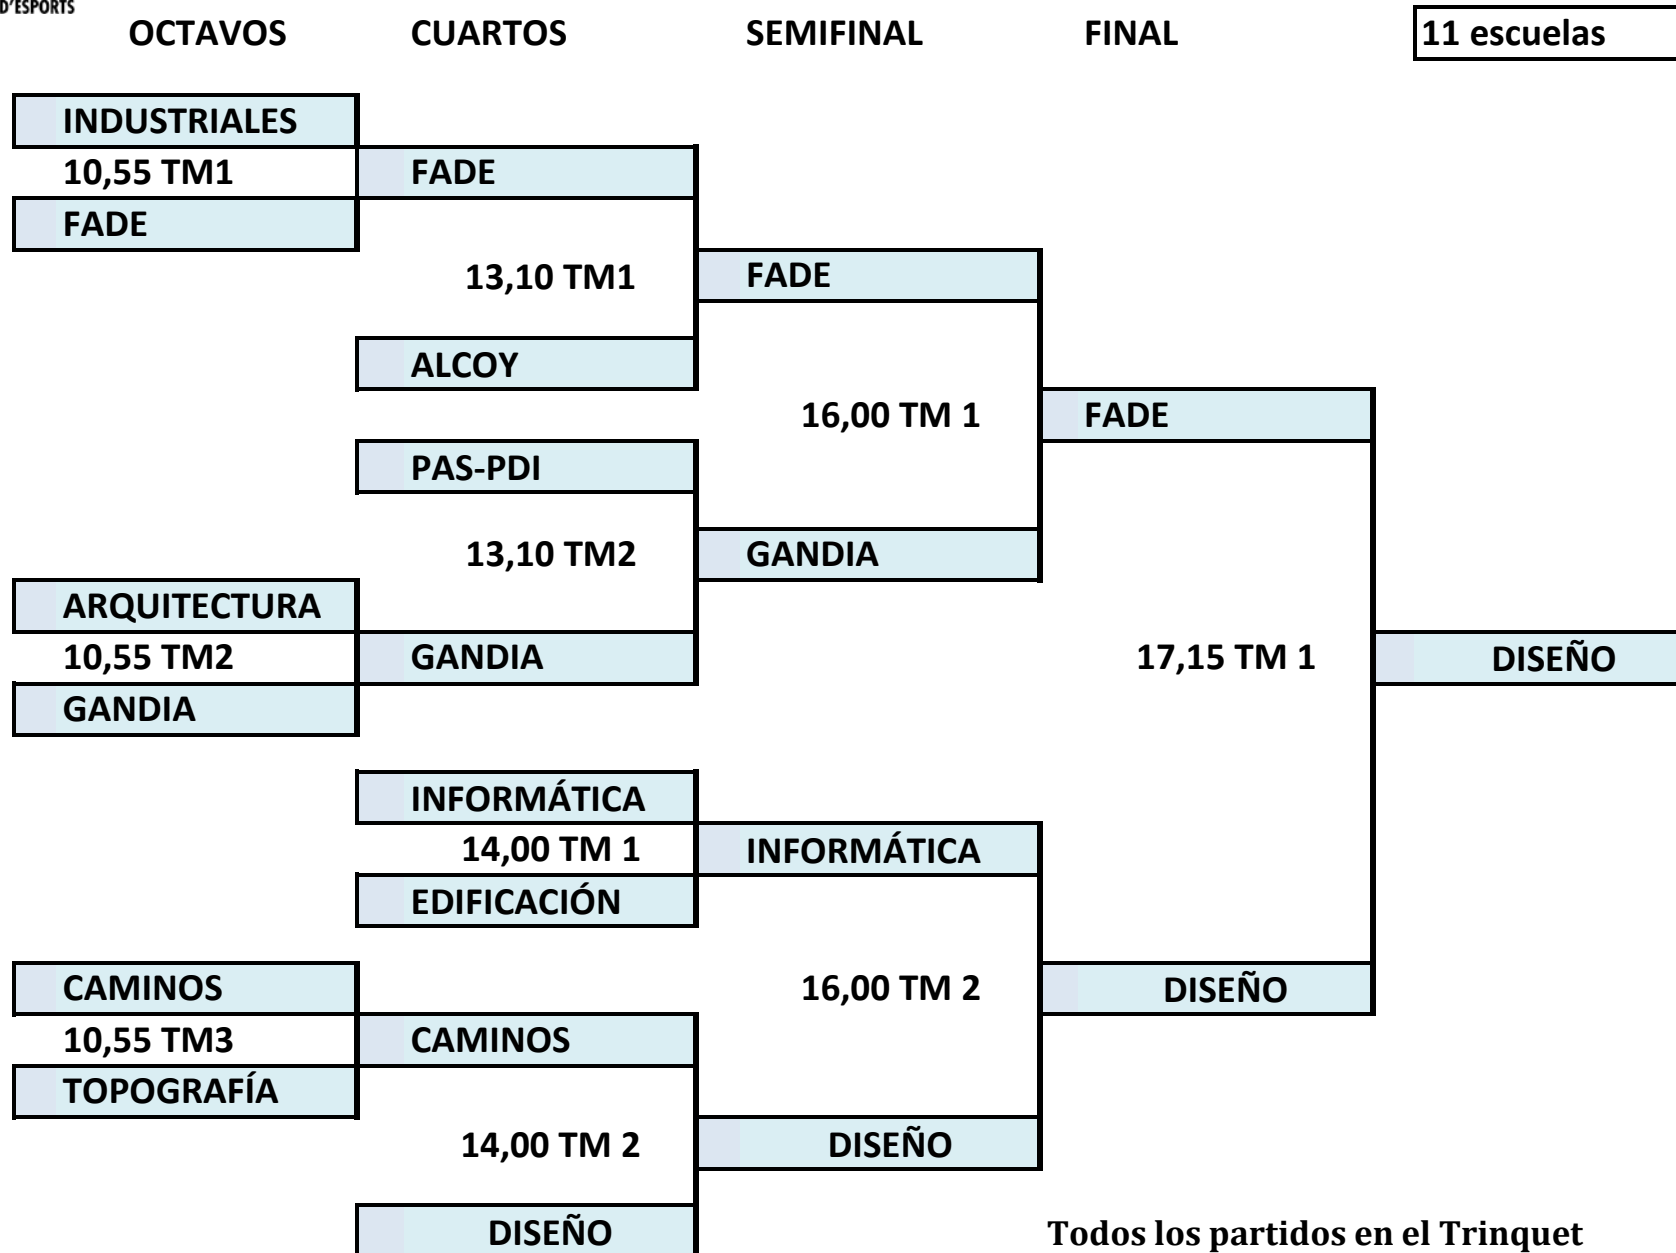 D'ESPORTS
OCTAVOS CUARTOS SEMIFINAL FINAL 11 escuelas
INDUSTRIALES
10,55 TM1 FADE
FADE
13,10 TM1 FADE
ALCOY
16,00 TM 1 FADE
PAS-PDI
13,10 TM2 GANDIA
ARQUITECTURA
10,55 TM2 GANDIA 17,15 TM 1 DISEÑO
GANDIA
INFORMÁTICA
14,00 TM 1 INFORMÁTICA
EDIFICACIÓN
CAMINOS 16,00 TM 2 DISEÑO
10,55 TM3 CAMINOS
TOPOGRAFÍA
14,00 TM 2 DISEÑO
DISEÑO Todos los partidos en el Trinquet